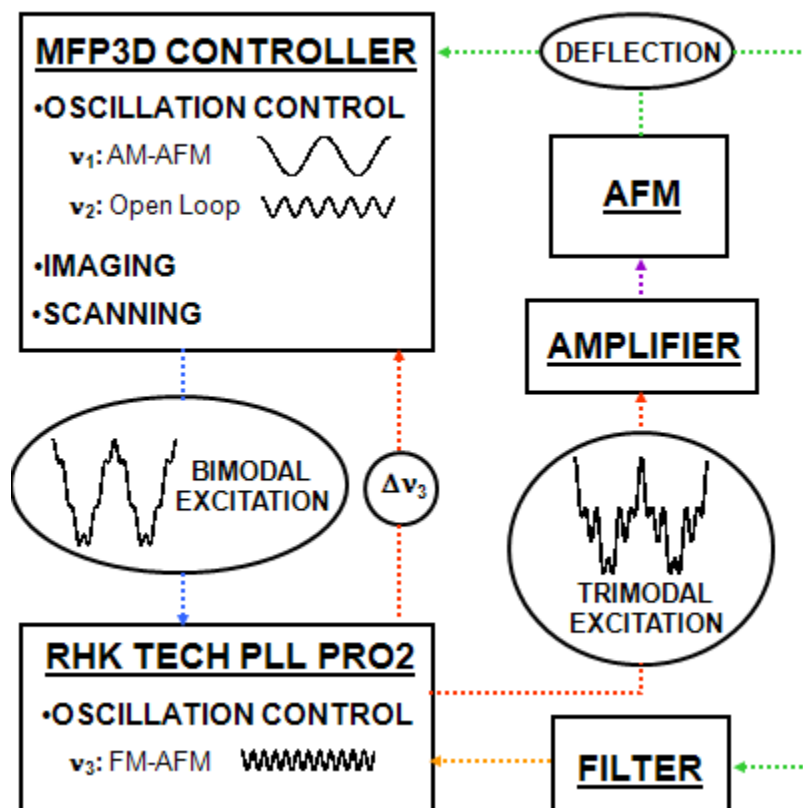 MFP3D CONTROLLER
•OSCILLATION CONTROL
ν1: AM-AFM
ν2: Open Loop
•IMAGING
•SCANNING
DEFLECTION
AFM
AMPLIFIER
BIMODAL
EXCITATION
Δν3
TRIMODAL
EXCITATION
RHK TECH PLL PRO2
•OSCILLATION CONTROL
ν3: FM-AFM
FILTER